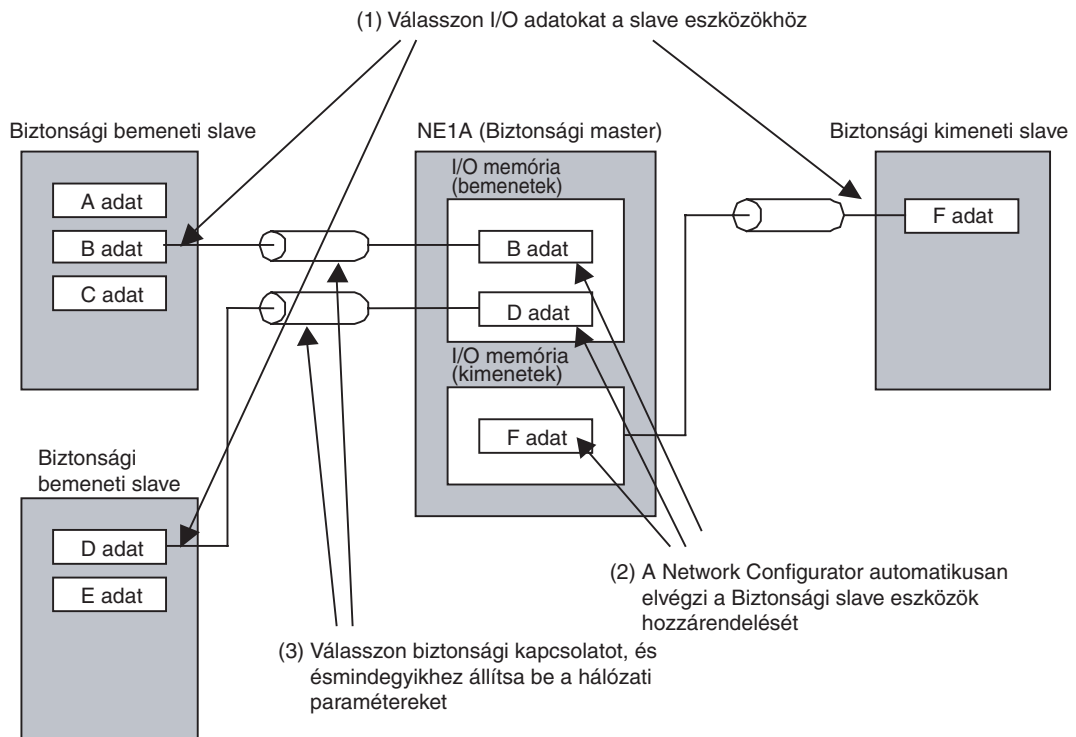 (1) Válasszon I/O adatokat a slave eszközökhöz
Biztonsági bemeneti slave
NE1A (Biztonsági master)
Biztonsági kimeneti slave
A adat
B adat
C adat
I/O memória
(bemenetek)
B adat
D adat
I/O memória
(kimenetek)
F adat
F adat
Biztonsági
bemeneti slave
D adat
E adat
(2) A Network Configurator automatikusan
elvégzi a Biztonsági slave eszközök
hozzárendelését
(3) Válasszon biztonsági kapcsolatot, és
ésmindegyikhez állítsa be a hálózati
paramétereket